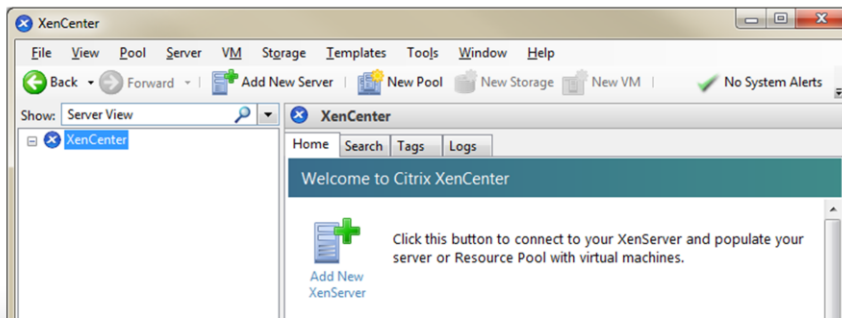 XenCenter
File View Pool Server VM Storage Templates Tools Window Help
Back Forward Add New Server New Pool New Storage New VM No System Alerts
Show: Server View
XenCenter
XenCenter
Home Search Tags Logs
Welcome to Citrix XenCenter
Click this button to connect to your XenServer and populate your
server or Resource Pool with virtual machines.
Add New
XenServer